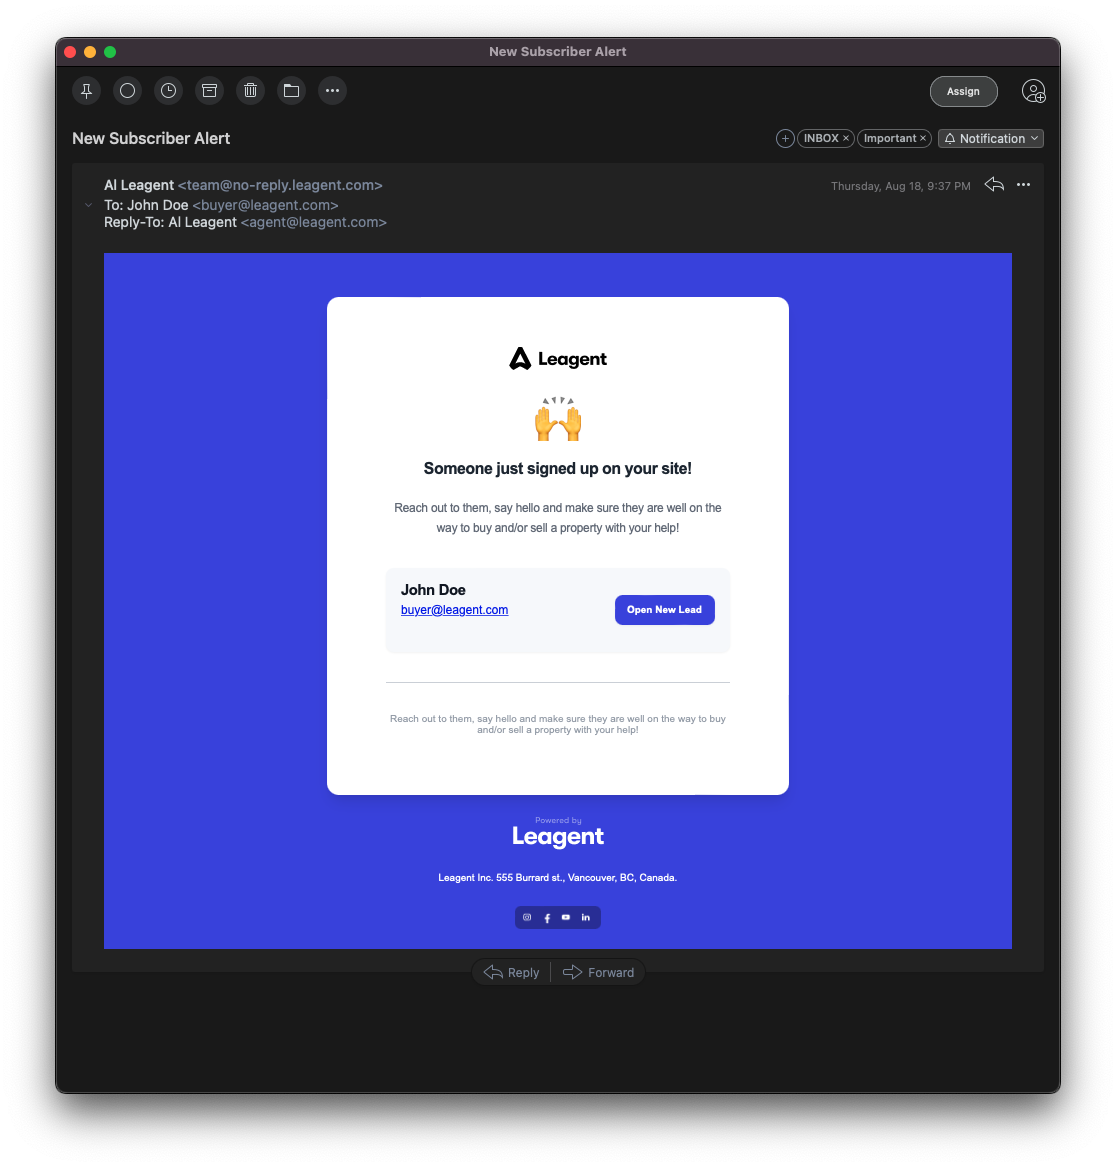 New Subscriber Alert
Assign
New Subscriber Alert
INBOX ×
Important ×
Notification
Al Leagent <team@no-reply.leagent.com>
Thursday, Aug 18, 9:37 PM
To: John Doe <buyer@leagent.com>
Reply-To: Al Leagent <agent@leagent.com>
Leagent
Someone just signed up on your site!
Reach out to them, say hello and make sure they are well on the
way to buy and/or sell a property with your help!
John Doe
buyer@leagent.com
Open New Lead
Reach out to them, say hello and make sure they are well on the way to buy
and/or sell a property with your help!
Powered by
Leagent
Leagent Inc. 555 Burrard st., Vancouver, BC, Canada.
Reply
Forward